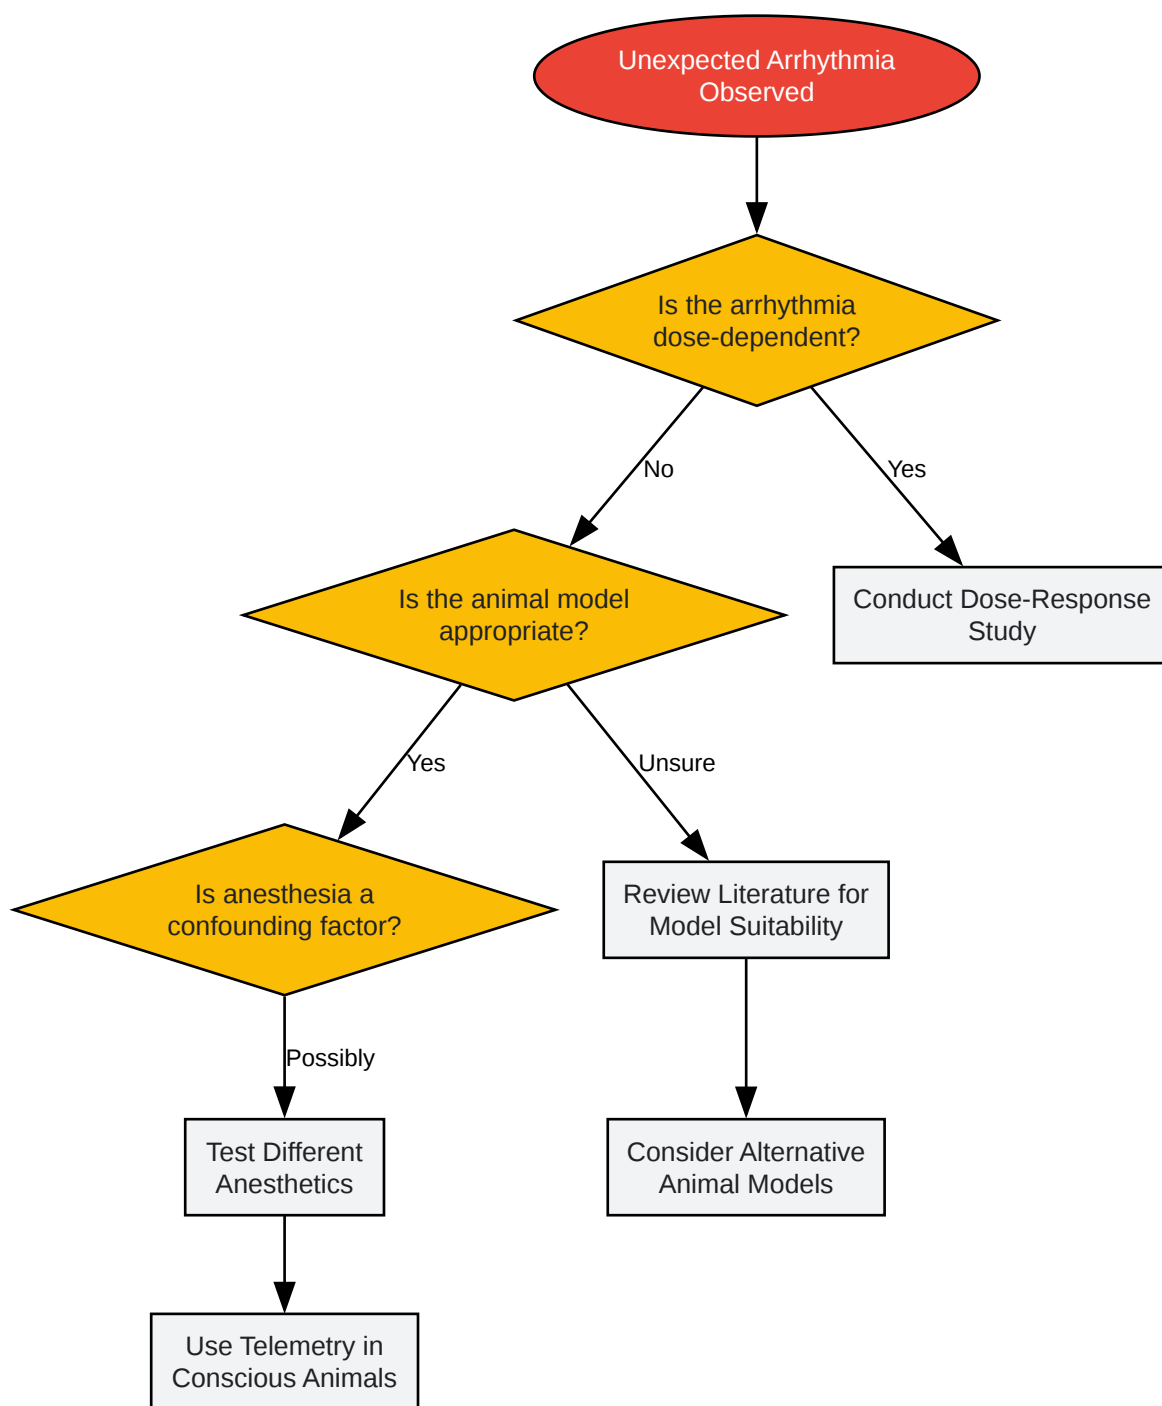 Unexpected Arrhythmia
Observed
Is the arrhythmia
dose-dependent?
No
Yes
Is the animal model
appropriate?
Conduct Dose-Response
Study
Yes
Unsure
Is anesthesia a
confounding factor?
Review Literature for
Model Suitability
Possibly
Test Different
Anesthetics
Consider Alternative
Animal Models
Use Telemetry in
Conscious Animals